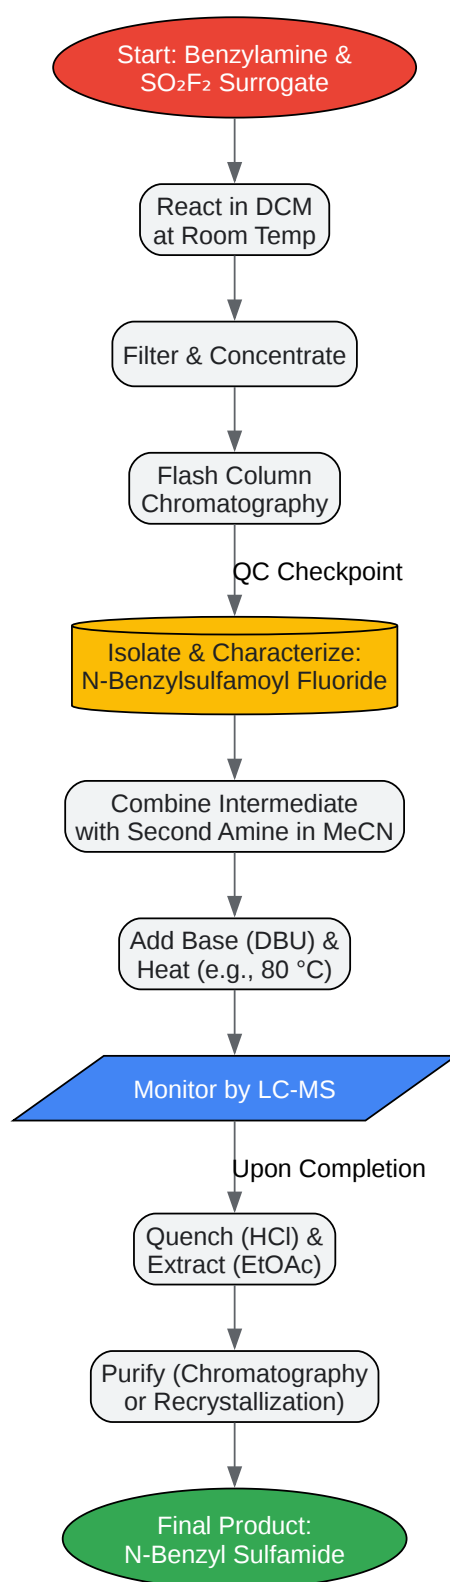 Start: Benzylamine &
SO₂F₂ Surrogate
React in DCM
at Room Temp
Filter & Concentrate
Flash Column
Chromatography
QC Checkpoint
Isolate & Characterize:
N-Benzylsulfamoyl Fluoride
Combine Intermediate
with Second Amine in MeCN
Add Base (DBU) &
Heat (e.g., 80 °C)
Monitor by LC-MS
Upon Completion
Quench (HCl) &
Extract (EtOAc)
Purify (Chromatography
or Recrystallization)
Final Product:
N-Benzyl Sulfamide